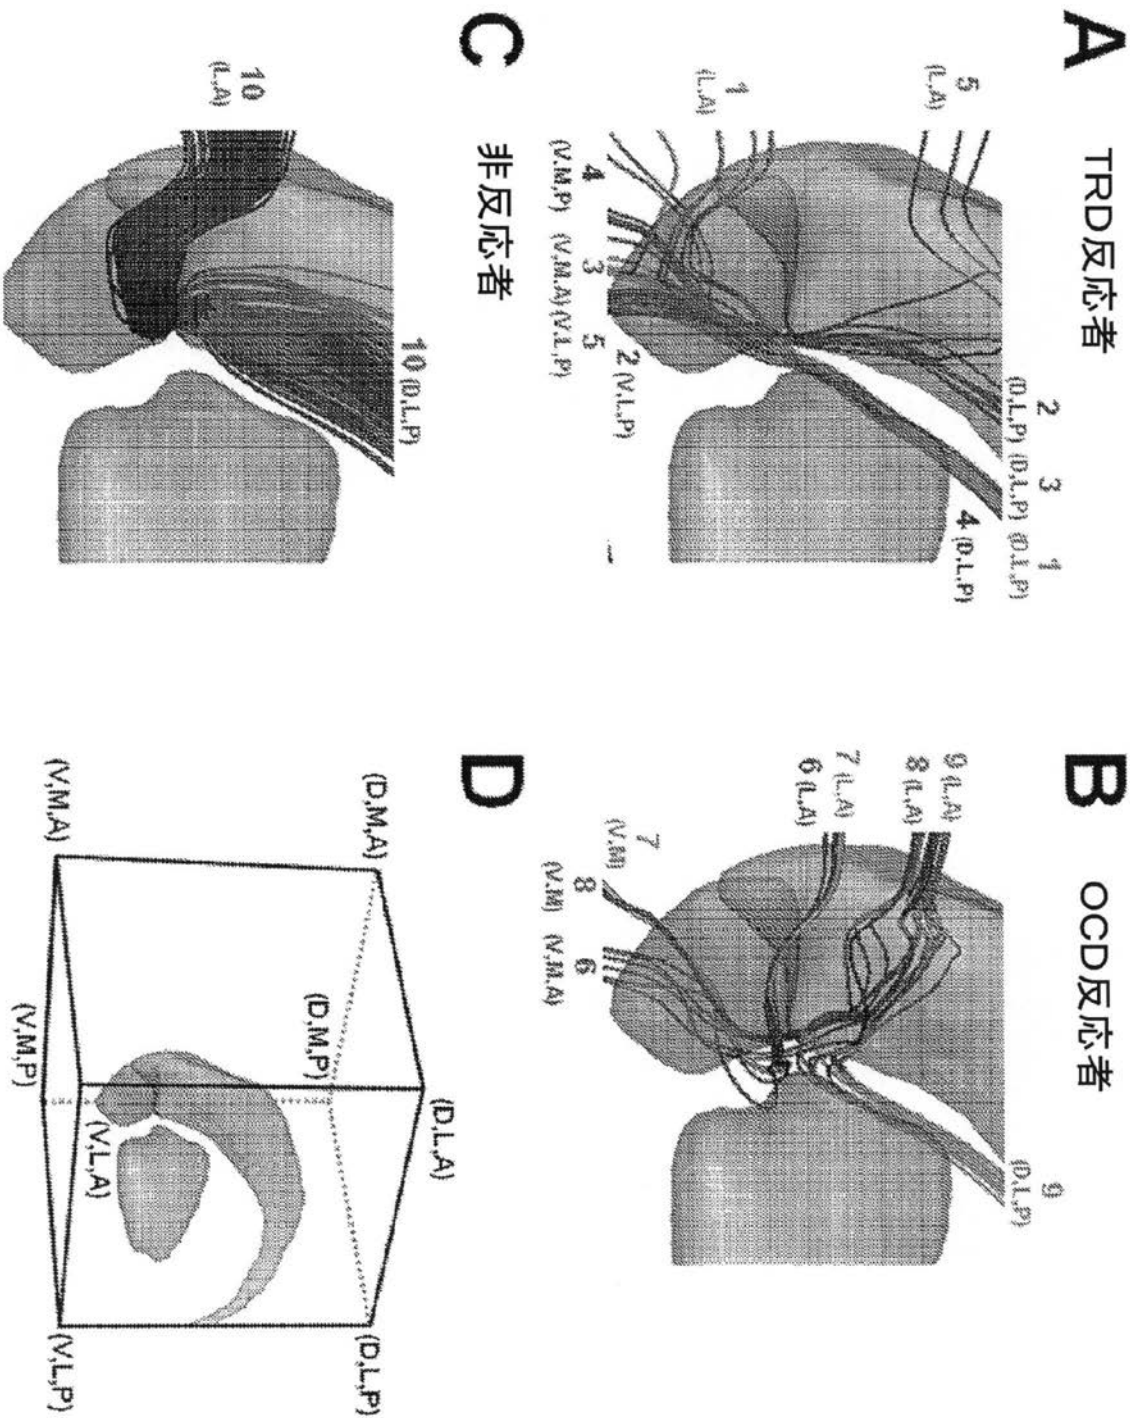 A
TRD反応者
5
(L,A)
1
(L,A)
4
(V,M,P)
3
(V,M,A)
5
(V,L,P)
2 (V,L,P)
2
(D,L,P)
3
(D,L,P)
1
(D,L,P)
4 (D,L,P)
B
OCD反応者
9 (L,A)
8 (L,A)
7 (L,A)
6 (L,A)
7
(V,M)
8
(V,M)
6
(V,M,A)
9
(D,L,P)
C
非反応者
10
(L,A)
10 (D,L,P)
D
(D,M,A)
(D,L,A)
(D,M,P)
(D,L,P)
(V,M,A)
(V,L,A)
(V,M,P)
(V,L,P)